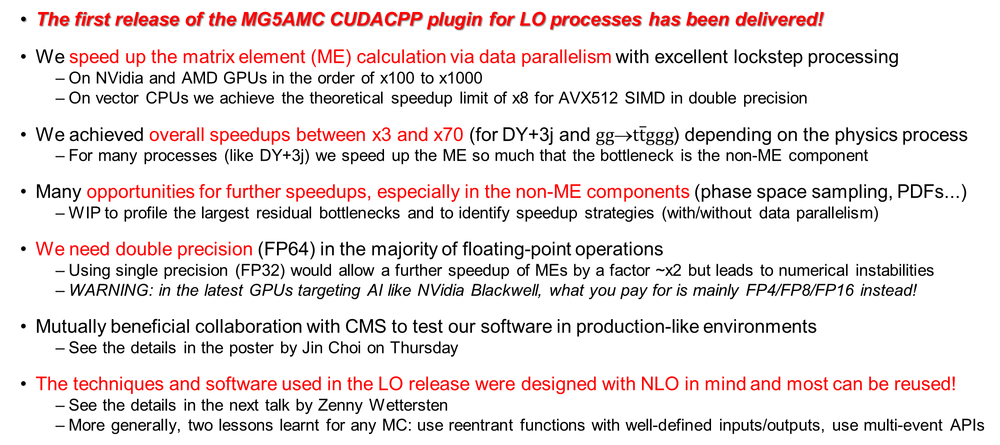 • The first release of the MG5AMC CUDACPP plugin for LO processes has been delivered!
• We speed up the matrix element (ME) calculation via data parallelism with excellent lockstep processing
– On NVidia and AMD GPUs in the order of x100 to x1000
– On vector CPUs we achieve the theoretical speedup limit of x8 for AVX512 SIMD in double precision
• We achieved overall speedups between x3 and x70 (for DY+3j and gg→tt̄ggg) depending on the physics process
– For many processes (like DY+3j) we speed up the ME so much that the bottleneck is the non-ME component
• Many opportunities for further speedups, especially in the non-ME components (phase space sampling, PDFs...)
– WIP to profile the largest residual bottlenecks and to identify speedup strategies (with/without data parallelism)
• We need double precision (FP64) in the majority of floating-point operations
– Using single precision (FP32) would allow a further speedup of MEs by a factor ~x2 but leads to numerical instabilities
– WARNING: in the latest GPUs targeting AI like NVidia Blackwell, what you pay for is mainly FP4/FP8/FP16 instead!
• Mutually beneficial collaboration with CMS to test our software in production-like environments
– See the details in the poster by Jin Choi on Thursday
• The techniques and software used in the LO release were designed with NLO in mind and most can be reused!
– See the details in the next talk by Zenny Wettersten
– More generally, two lessons learnt for any MC: use reentrant functions with well-defined inputs/outputs, use multi-event APIs